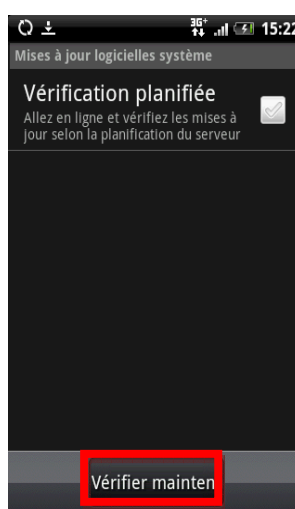 3G+ 15:22
Mises à jour logicielles système
Vérification planifiée
Allez en ligne et vérifiez les mises à
jour selon la planification du serveur
Vérifier mainten